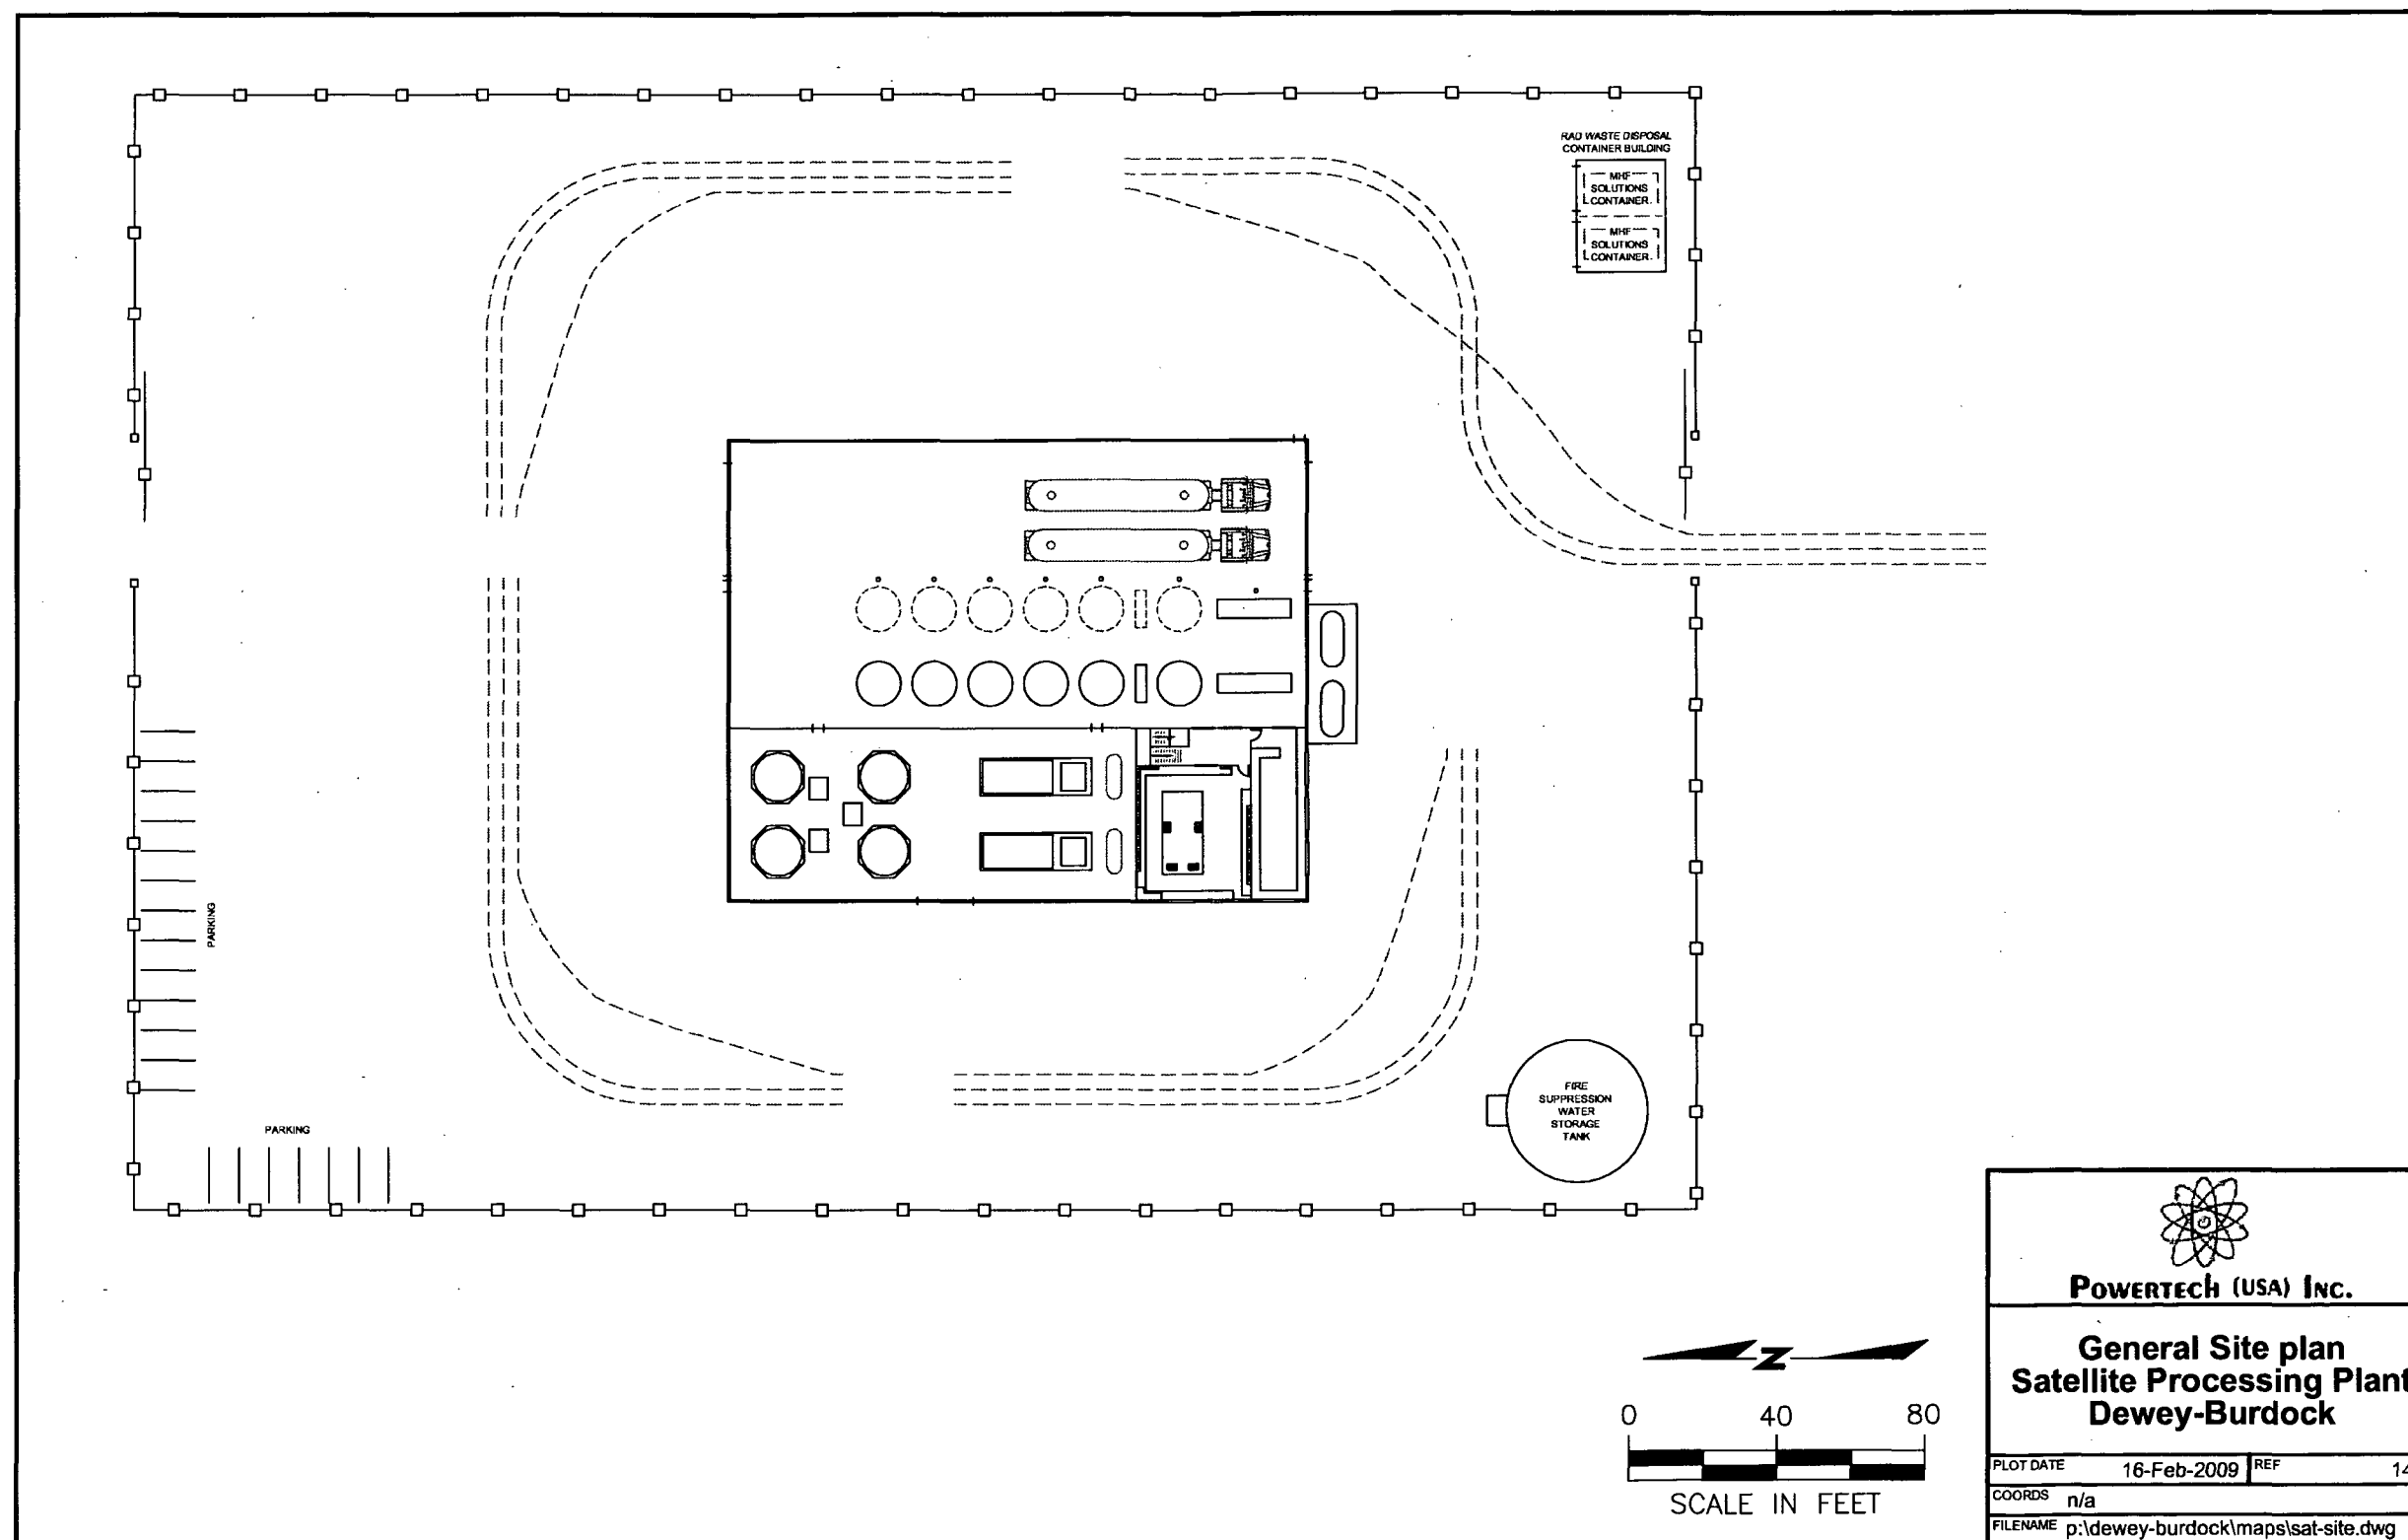 RAD WASTE DISPOSAL
CONTAINER BUILDING
MHF
SOLUTIONS
CONTAINER
MHF
SOLUTIONS
CONTAINER
PARKING
PARKING
FIRE
SUPPRESSION
WATER
STORAGE
TANK
POWERTECH (USA) INC.
General Site plan
Satellite Processing Plant
Dewey-Burdock
Z
0 40 80
SCALE IN FEET
PLOT DATE 16-Feb-2009 REF 14
COORDS n/a
FILENAME p:\dewey-burdock\maps\sat-site.dwg